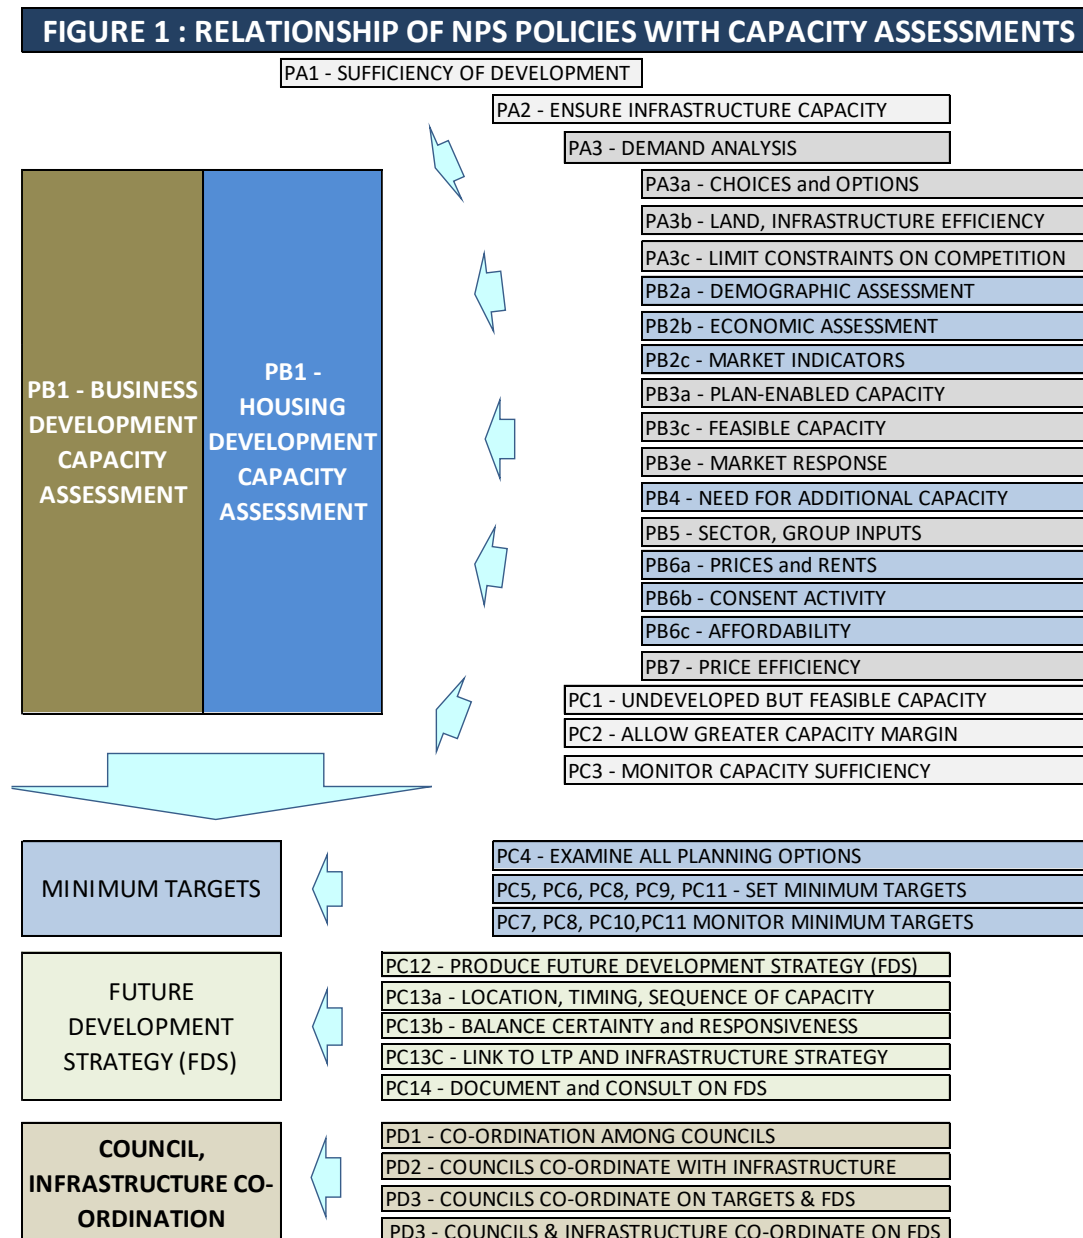 FIGURE 1 : RELATIONSHIP OF NPS POLICIES WITH CAPACITY ASSESSMENTS
PA1 - SUFFICIENCY OF DEVELOPMENT
PA2 - ENSURE INFRASTRUCTURE CAPACITY
PA3 - DEMAND ANALYSIS
PA3a - CHOICES and OPTIONS
PA3b - LAND, INFRASTRUCTURE EFFICIENCY
PA3c - LIMIT CONSTRAINTS ON COMPETITION
PB2a - DEMOGRAPHIC ASSESSMENT
PB2b - ECONOMIC ASSESSMENT
PB2c - MARKET INDICATORS
PB3a - PLAN-ENABLED CAPACITY
PB3c - FEASIBLE CAPACITY
PB3e - MARKET RESPONSE
PB4 - NEED FOR ADDITIONAL CAPACITY
PB5 - SECTOR, GROUP INPUTS
PB6a - PRICES and RENTS
PB6b - CONSENT ACTIVITY
PB6c - AFFORDABILITY
PB7 - PRICE EFFICIENCY
PC1 - UNDEVELOPED BUT FEASIBLE CAPACITY
PC2 - ALLOW GREATER CAPACITY MARGIN
PC3 - MONITOR CAPACITY SUFFICIENCY
PB1 - BUSINESS
DEVELOPMENT
CAPACITY
ASSESSMENT
PB1 -
HOUSING
DEVELOPMENT
CAPACITY
ASSESSMENT
MINIMUM TARGETS
PC4 - EXAMINE ALL PLANNING OPTIONS
PC5, PC6, PC8, PC9, PC11 - SET MINIMUM TARGETS
PC7, PC8, PC10,PC11 MONITOR MINIMUM TARGETS
FUTURE
DEVELOPMENT
STRATEGY (FDS)
PC12 - PRODUCE FUTURE DEVELOPMENT STRATEGY (FDS)
PC13a - LOCATION, TIMING, SEQUENCE OF CAPACITY
PC13b - BALANCE CERTAINTY and RESPONSIVENESS
PC13C - LINK TO LTP AND INFRASTRUCTURE STRATEGY
PC14 - DOCUMENT and CONSULT ON FDS
COUNCIL,
INFRASTRUCTURE CO-
ORDINATION
PD1 - CO-ORDINATION AMONG COUNCILS
PD2 - COUNCILS CO-ORDINATE WITH INFRASTRUCTURE
PD3 - COUNCILS CO-ORDINATE ON TARGETS & FDS
PD3 - COUNCILS & INFRASTRUCTURE CO-ORDINATE ON FDS